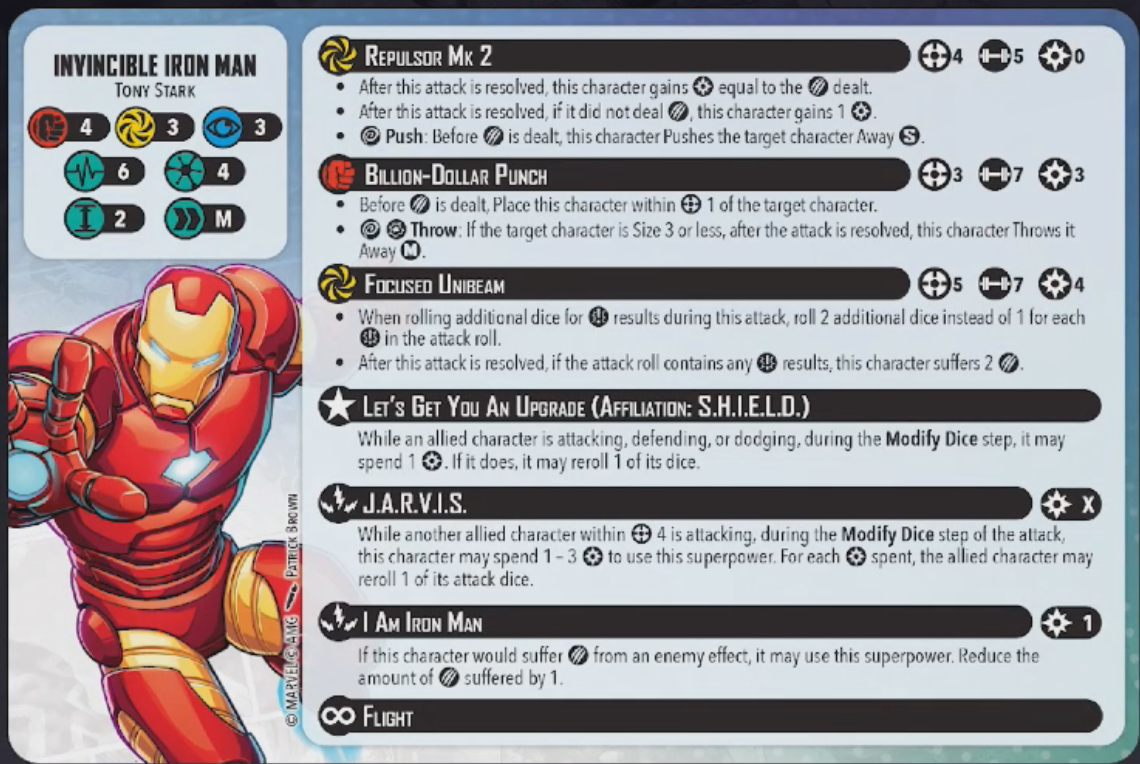 INVINCIBLE IRON MAN
TONY STARK
4 3 3
6 4
2 M
© MARVEL © AMG PATRICK BROWN
REPULSOR MK 2 4 5 0
• After this attack is resolved, this character gains equal to the dealt.
• After this attack is resolved, if it did not deal , this character gains 1 .
• Push: Before is dealt, this character Pushes the target character Away S.
BILLION-DOLLAR PUNCH 3 7 3
• Before is dealt, Place this character within 1 of the target character.
• Throw: If the target character is Size 3 or less, after the attack is resolved, this character Throws it
Away M.
FOCUSED UNIBEAM 5 7 4
• When rolling additional dice for results during this attack, roll 2 additional dice instead of 1 for each
in the attack roll.
• After this attack is resolved, if the attack roll contains any results, this character suffers 2 .
LET'S GET YOU AN UPGRADE (AFFILIATION: S.H.I.E.L.D.)
While an allied character is attacking, defending, or dodging, during the Modify Dice step, it may
spend 1 . If it does, it may reroll 1 of its dice.
J.A.R.V.I.S. X
While another allied character within 4 is attacking, during the Modify Dice step of the attack,
this character may spend 1 – 3 to use this superpower. For each spent, the allied character may
reroll 1 of its attack dice.
I AM IRON MAN 1
If this character would suffer from an enemy effect, it may use this superpower. Reduce the
amount of suffered by 1.
FLIGHT